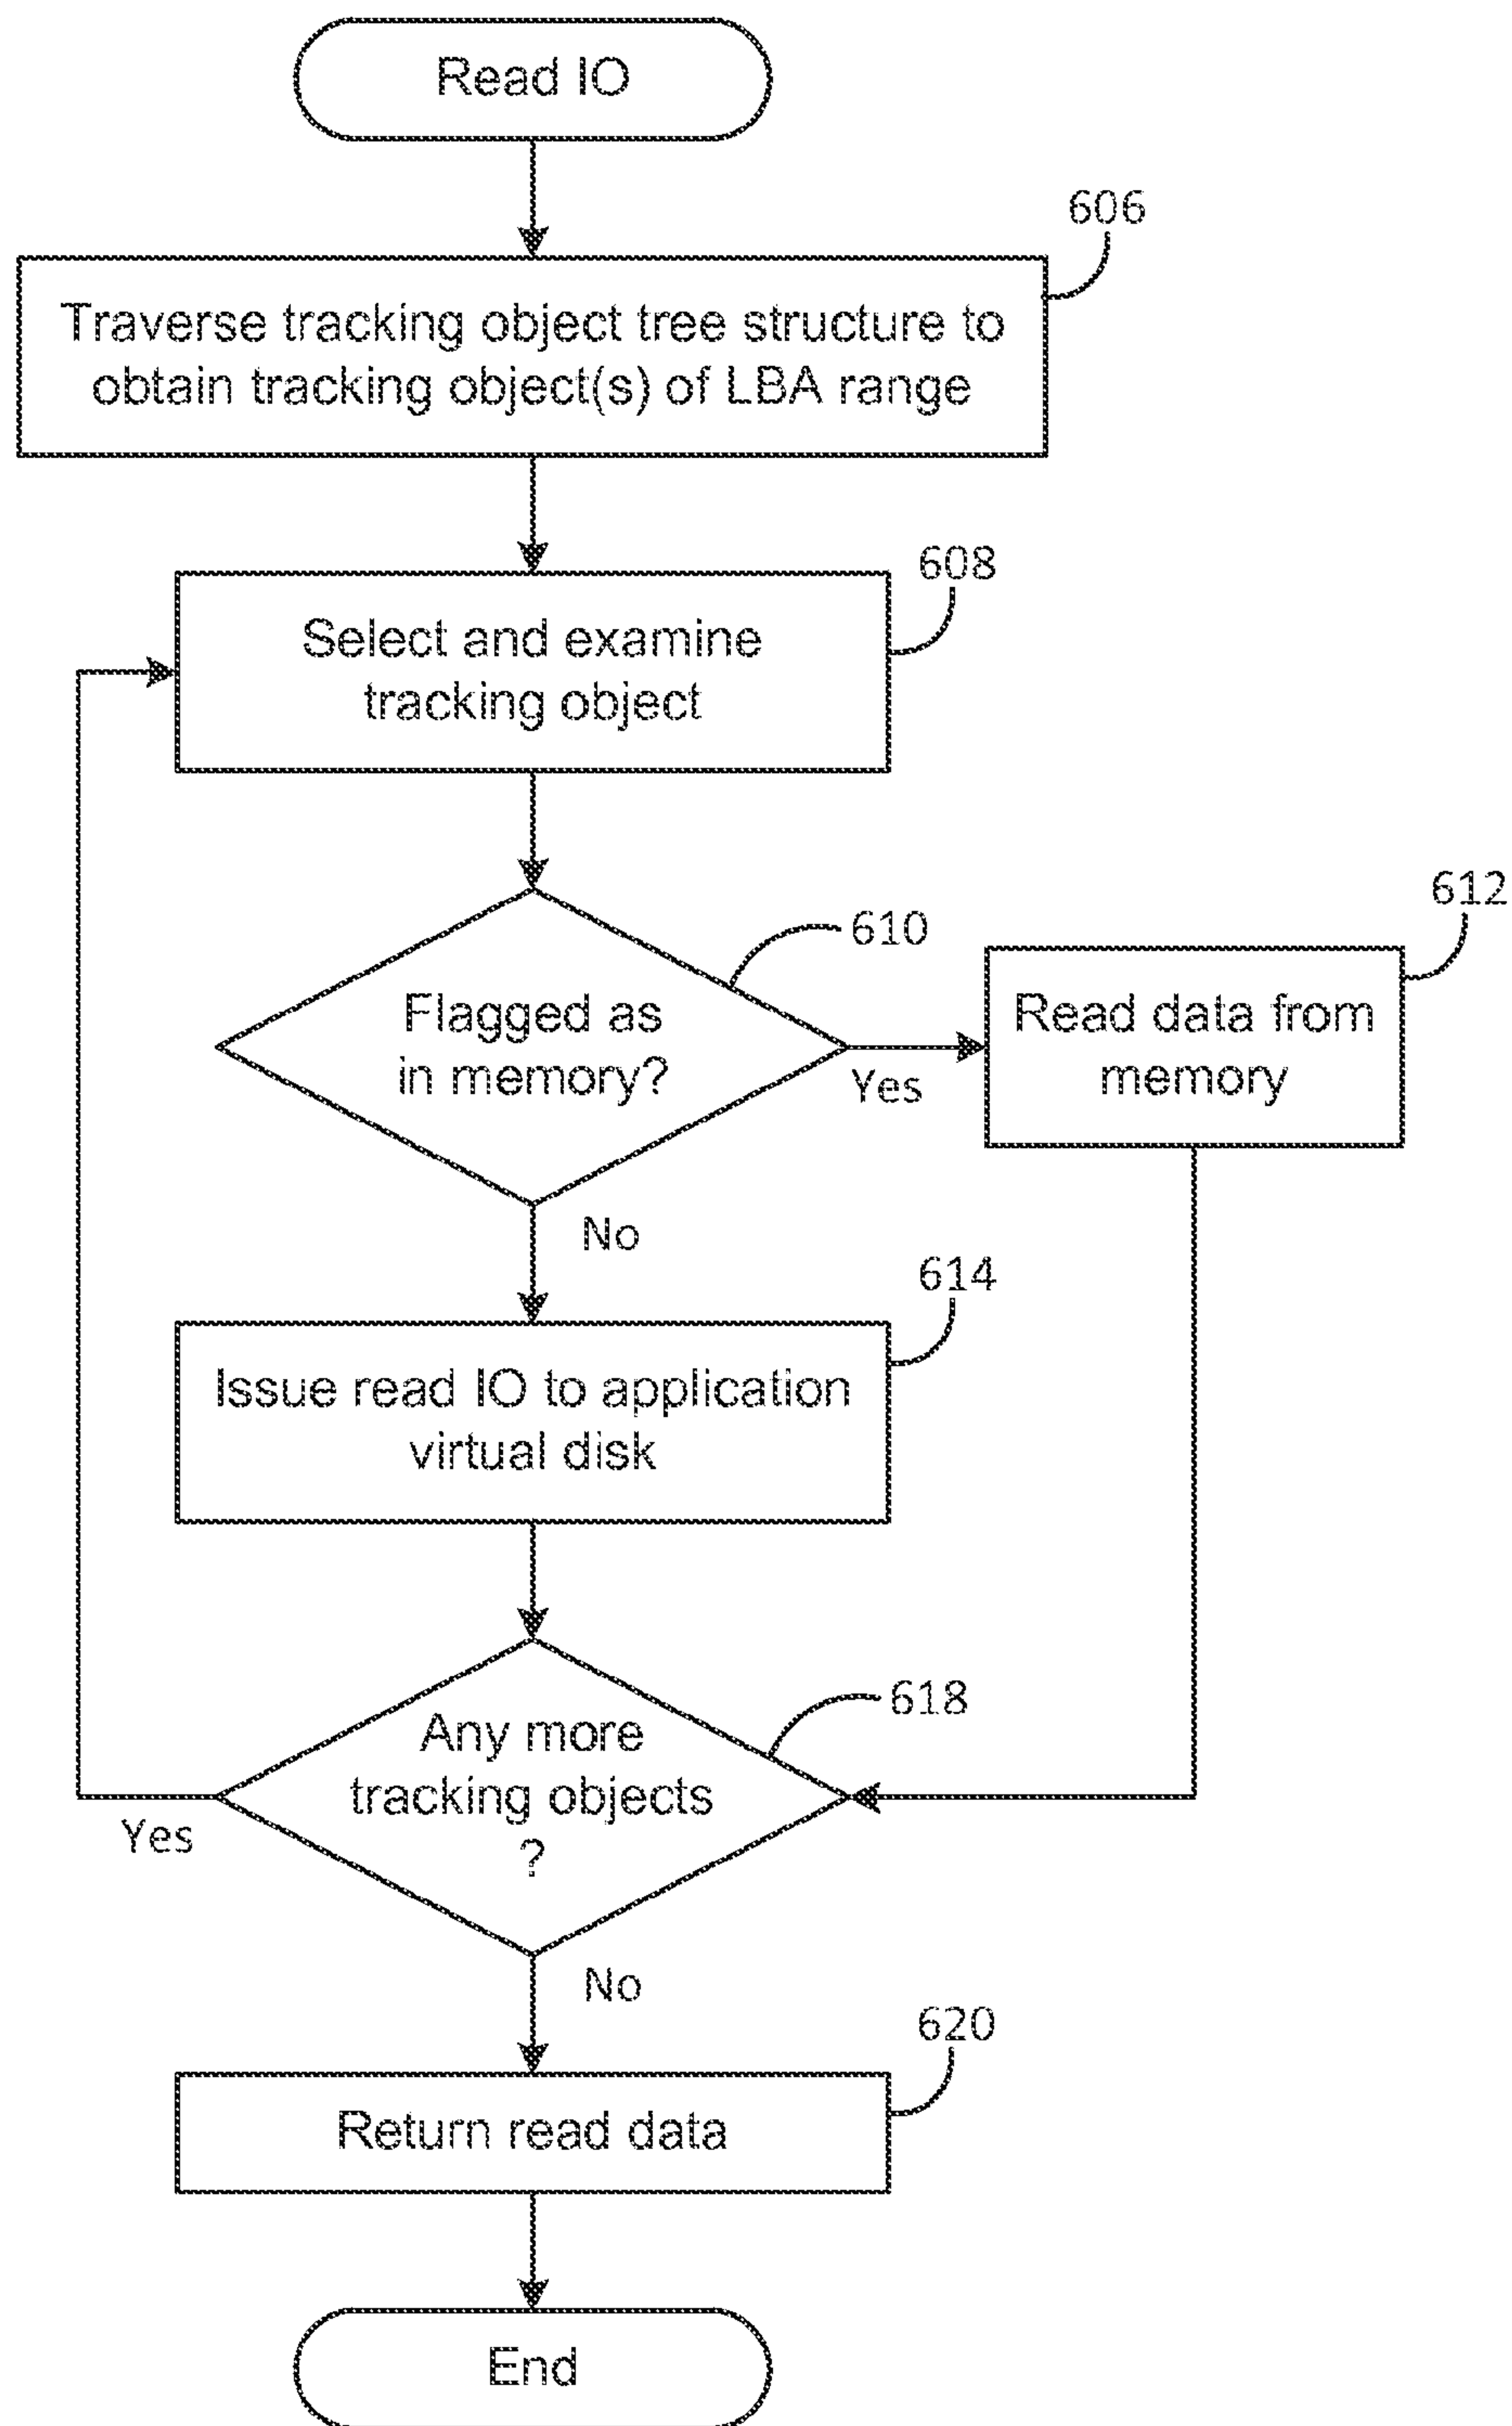 Read IO
606
Traverse tracking object tree structure to
obtain tracking object(s) of LBA range
608
Select and examine
tracking object
610
612
Flagged as
in memory?
Yes
Read data from
memory
No
614
Issue read IO to application
virtual disk
618
Any more
tracking objects
?
Yes
No
620
Return read data
End